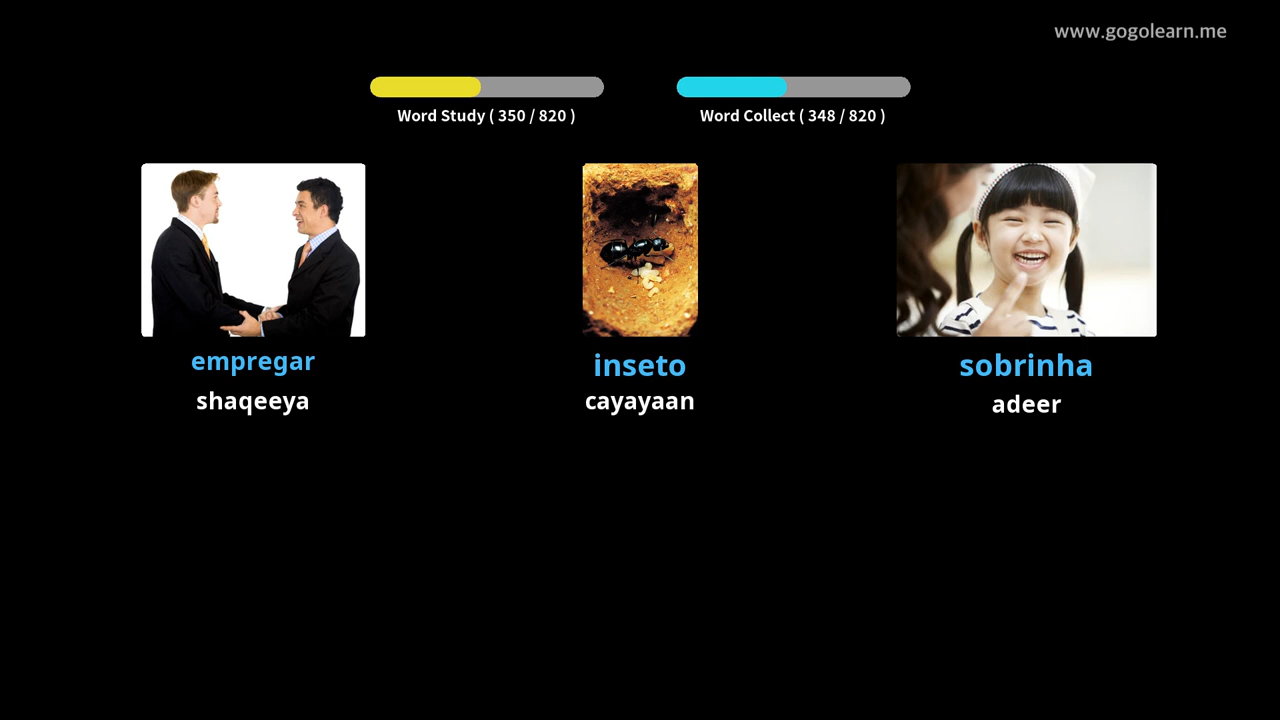 www.gogolearn.me
Word Study ( 350 / 820 )
Word Collect ( 348 / 820 )
empregar
shaqeeya
inseto
cayayaan
sobrinha
adeer